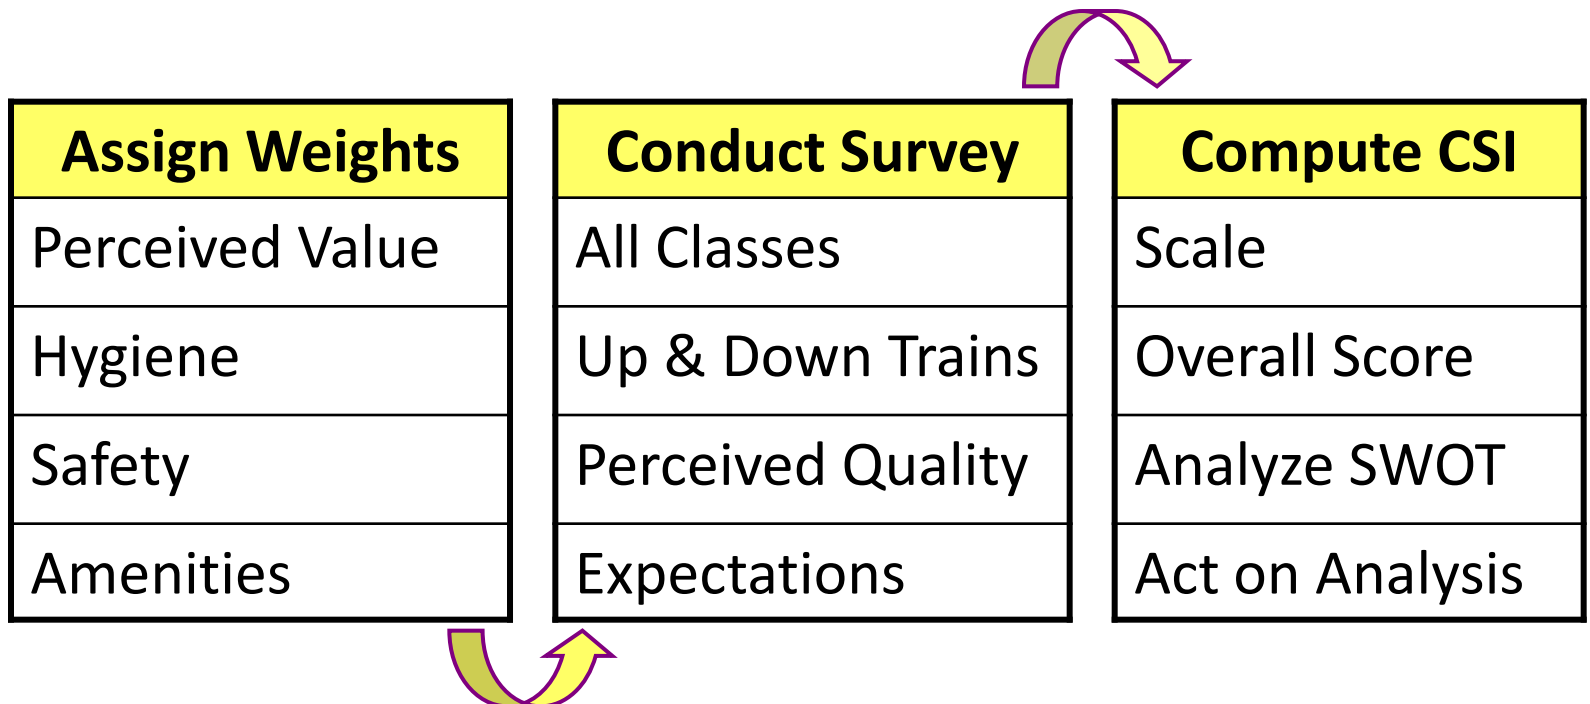 Assign Weights
Perceived Value
Hygiene
Safety
Amenities
Conduct Survey
All Classes
Up & Down Trains
Perceived Quality
Expectations
Compute CSI
Scale
Overall Score
Analyze SWOT
Act on Analysis